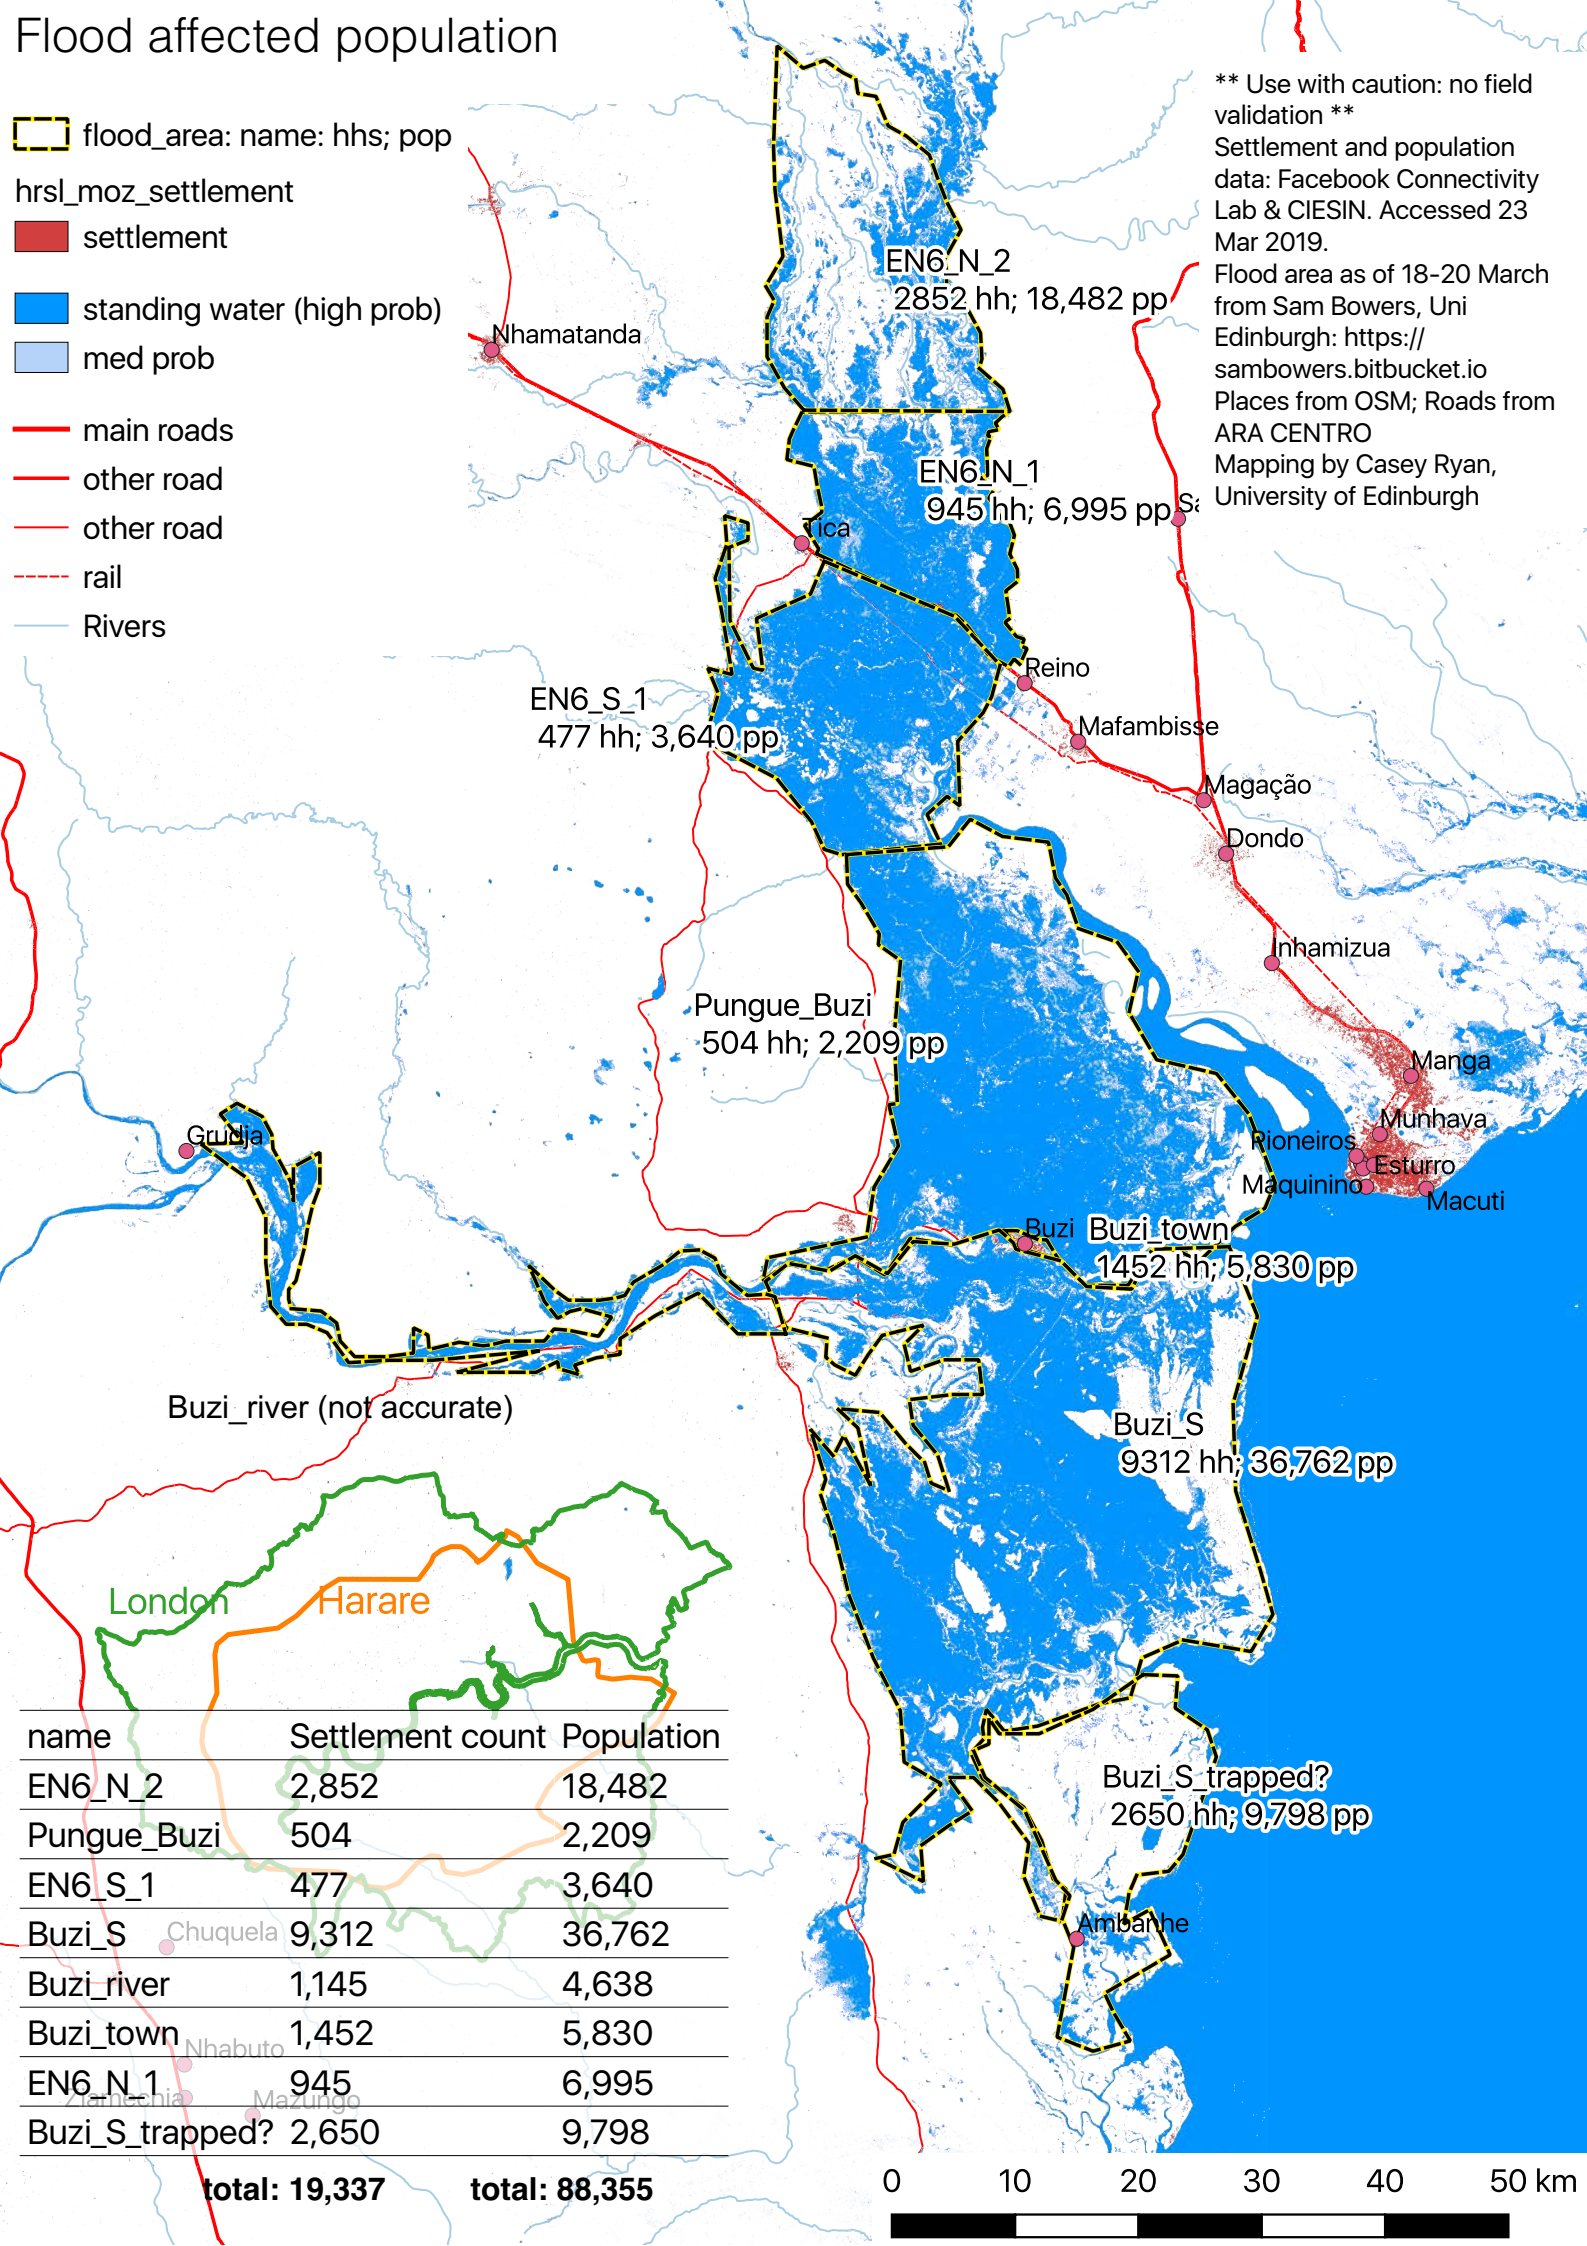 Flood affected population
flood_area: name: hhs; pop
hrsl_moz_settlement
settlement
standing water (high prob)
med prob
main roads
other road
other road
rail
Rivers
** Use with caution: no field
validation **
Settlement and population
data: Facebook Connectivity
Lab & CIESIN. Accessed 23
Mar 2019.
Flood area as of 18-20 March
from Sam Bowers, Uni
Edinburgh: https://
sambowers.bitbucket.io
Places from OSM; Roads from
ARA CENTRO
Mapping by Casey Ryan,
University of Edinburgh
EN6_N_2
2852 hh; 18,482 pp
Nhamatanda
EN6_N_1
945 hh; 6,995 pp
Tica
Reino
EN6_S_1
477 hh; 3,640 pp
Mafambisse
Magação
Dondo
Inhamizua
Pungue_Buzi
504 hh; 2,209 pp
Manga
Munhava
Grudja
Pioneiros
Esturro
Maquinino
Macuti
Buzi
Buzi_town
1452 hh; 5,830 pp
Buzi_river (not accurate)
Buzi_S
9312 hh; 36,762 pp
London
Harare
Buzi_S_trapped?
2650 hh; 9,798 pp
Ambanhe
name Settlement count Population
EN6_N_2 2,852 18,482
Pungue_Buzi 504 2,209
EN6_S_1 477 3,640
Buzi_S 9,312 36,762
Chuquela
Buzi_river 1,145 4,638
Buzi_town 1,452 5,830
Nhabuto
EN6_N_1 945 6,995
Mazungo
Buzi_S_trapped? 2,650 9,798
total: 19,337 total: 88,355
0 10 20 30 40 50 km